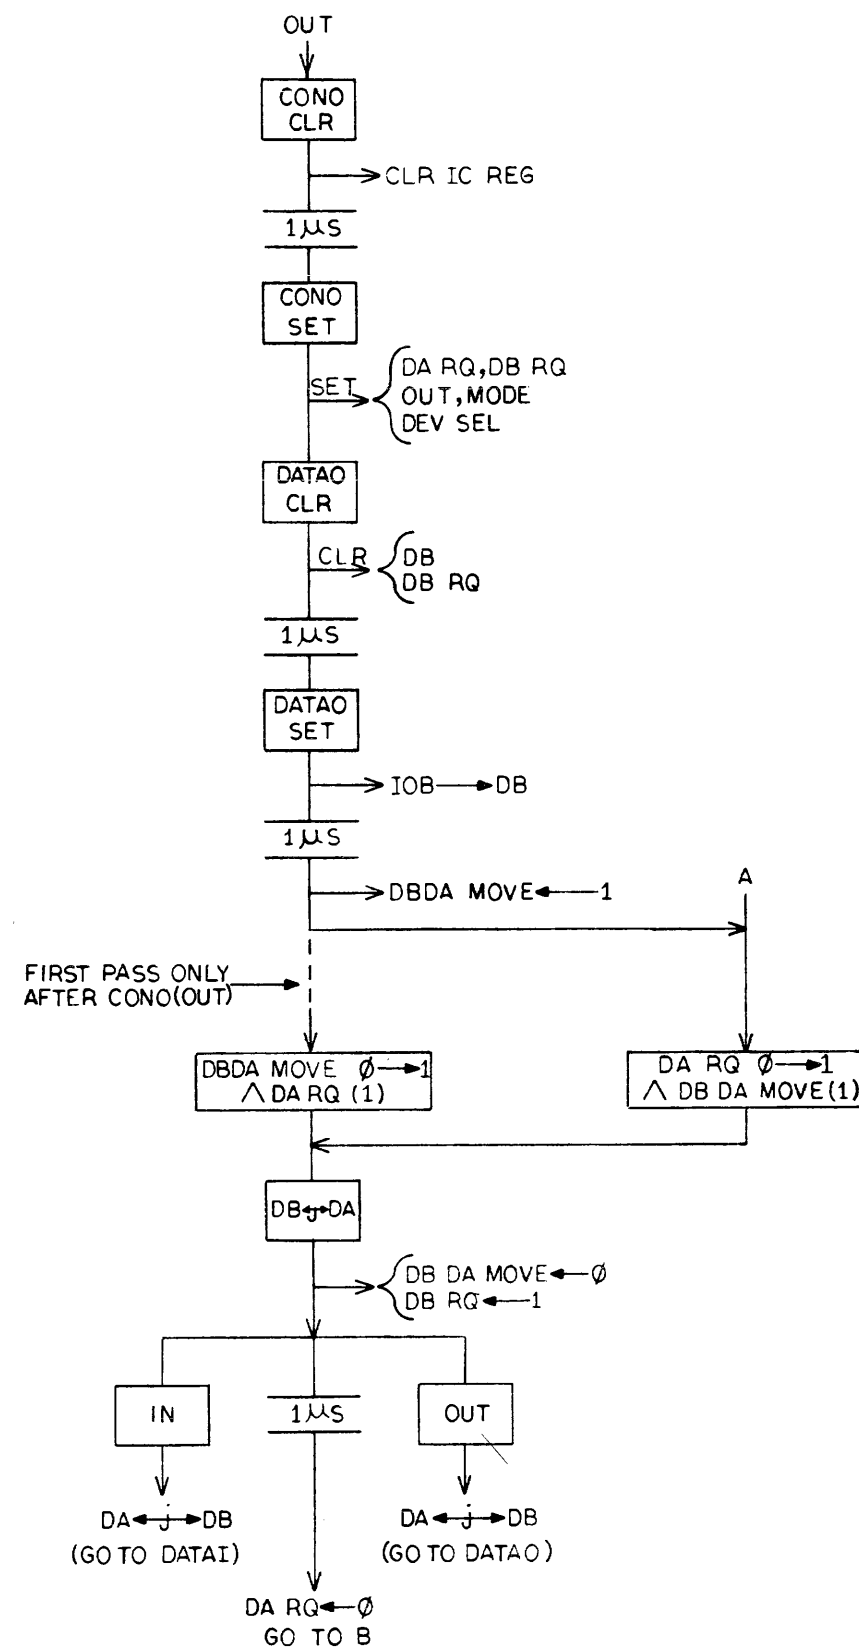 OUT
CONO
CLR
CLR IC REG
1µS
CONO
SET
SET
DA RQ, DB RQ
OUT, MODE
DEV SEL
DATAO
CLR
CLR
DB
DB RQ
1µS
DATAO
SET
IOB → DB
1µS
DBDA MOVE ← 1
A
FIRST PASS ONLY
AFTER CONO(OUT)
DBDA MOVE Ø → 1
∧ DA RQ (1)
DA RQ Ø → 1
∧ DB DA MOVE (1)
DB ←j→ DA
DB DA MOVE ← Ø
DB RQ ← 1
IN
1µS
OUT
DA ←j→ DB
(GO TO DATAI)
DA ←j→ DB
(GO TO DATAO)
DA RQ ← Ø
GO TO B